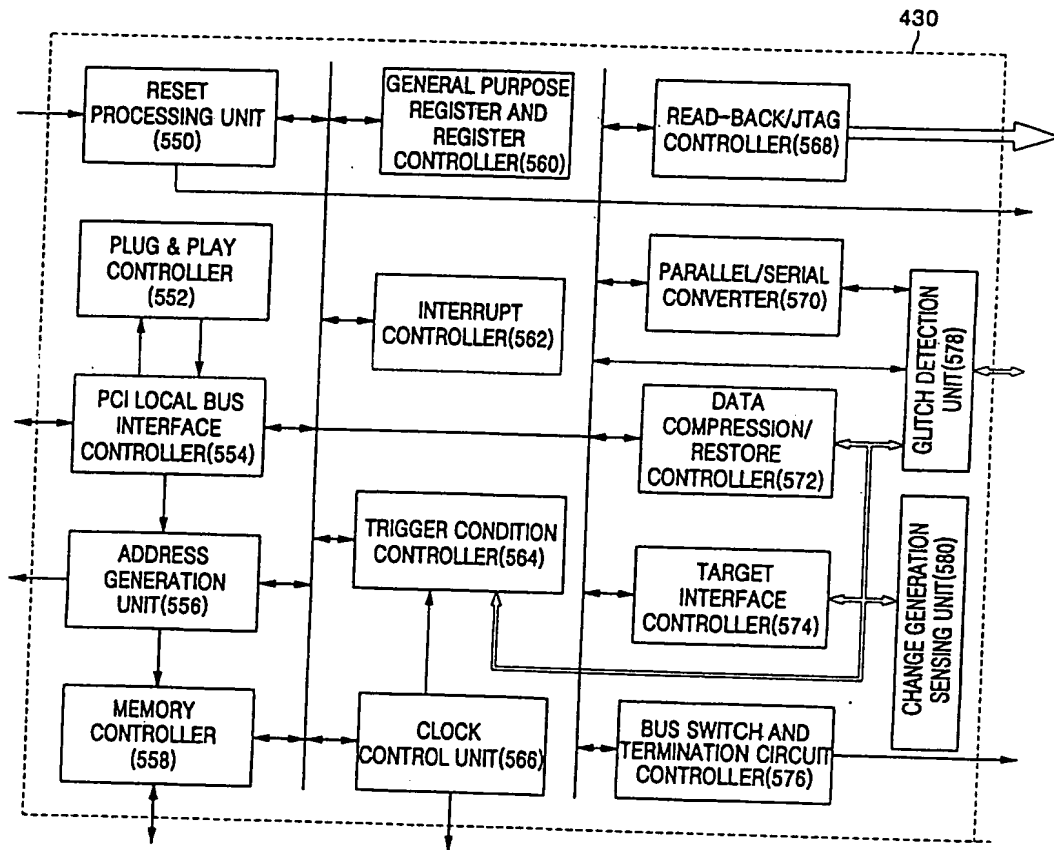 430
RESET
PROCESSING UNIT
(550)
GENERAL PURPOSE
REGISTER AND
REGISTER
CONTROLLER(560)
READ-BACK/JTAG
CONTROLLER(568)
PLUG & PLAY
CONTROLLER
(552)
INTERRUPT
CONTROLLER(562)
PARALLEL/SERIAL
CONVERTER(570)
GLITCH DETECTION
UNIT(578)
PCI LOCAL BUS
INTERFACE
CONTROLLER(554)
DATA
COMPRESSION/
RESTORE
CONTROLLER(572)
ADDRESS
GENERATION
UNIT(556)
TRIGGER CONDITION
CONTROLLER(564)
TARGET
INTERFACE
CONTROLLER(574)
CHANGE GENERATION
SENSING UNIT(580)
MEMORY
CONTROLLER
(558)
CLOCK
CONTROL UNIT(566)
BUS SWITCH AND
TERMINATION CIRCUIT
CONTROLLER(576)